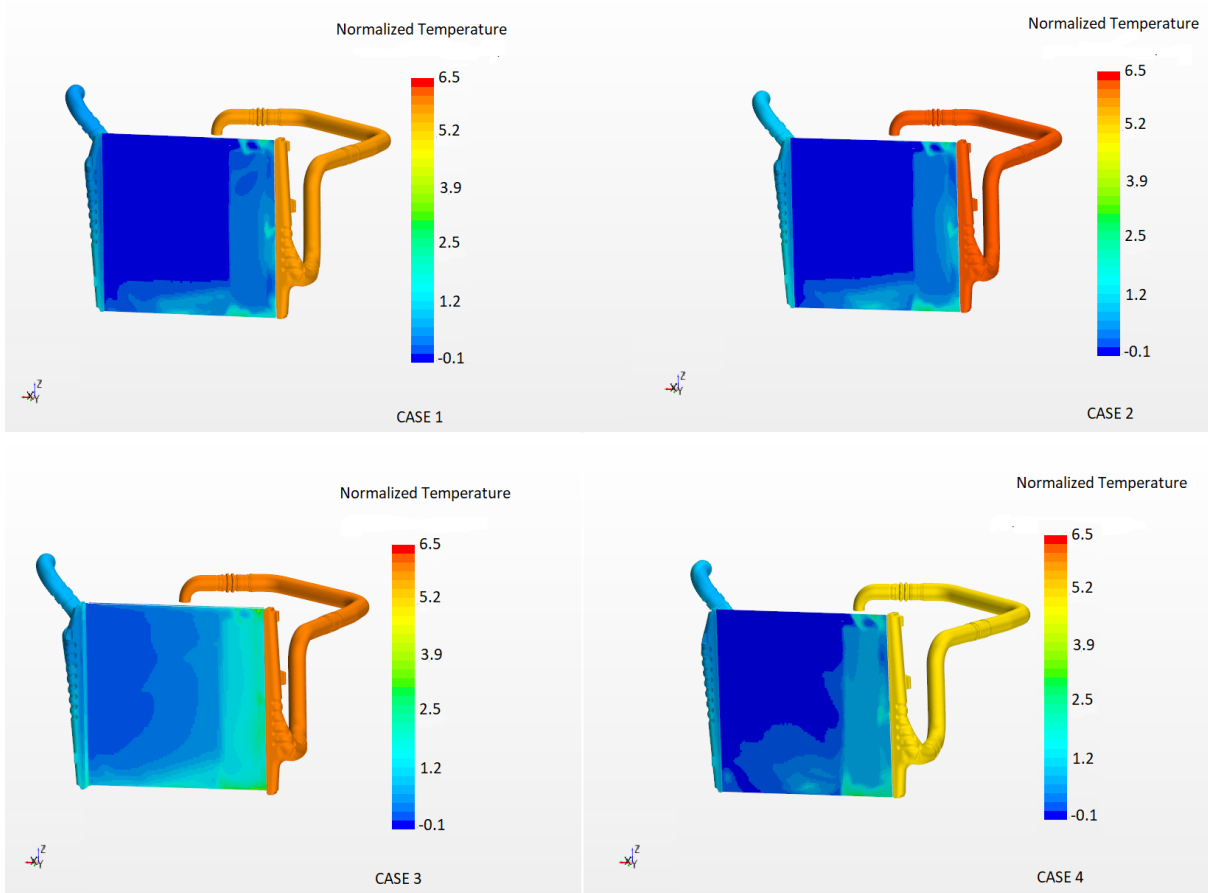 Normalized Temperature
6.5
5.2
3.9
2.5
1.2
-0.1
Z
X
Y
CASE 1
Normalized Temperature
6.5
5.2
3.9
2.5
1.2
-0.1
Z
X
Y
CASE 2
Normalized Temperature
6.5
5.2
3.9
2.5
1.2
-0.1
Z
X
Y
CASE 3
Normalized Temperature
6.5
5.2
3.9
2.5
1.2
-0.1
Z
X
Y
CASE 4